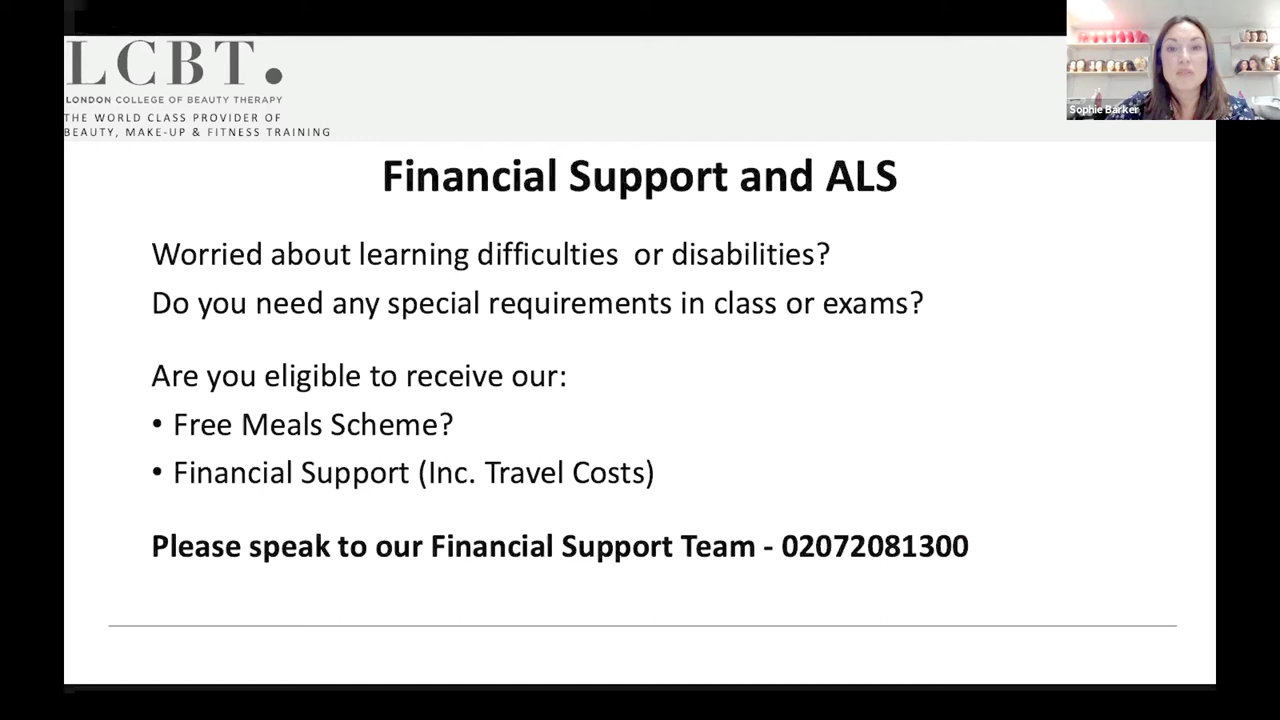 LCBT.
LONDON COLLEGE OF BEAUTY THERAPY
THE WORLD CLASS PROVIDER OF
BEAUTY, MAKE-UP & FITNESS TRAINING
Sophie Barker
Financial Support and ALS
Worried about learning difficulties or disabilities?
Do you need any special requirements in class or exams?
Are you eligible to receive our:
• Free Meals Scheme?
• Financial Support (Inc. Travel Costs)
Please speak to our Financial Support Team - 02072081300